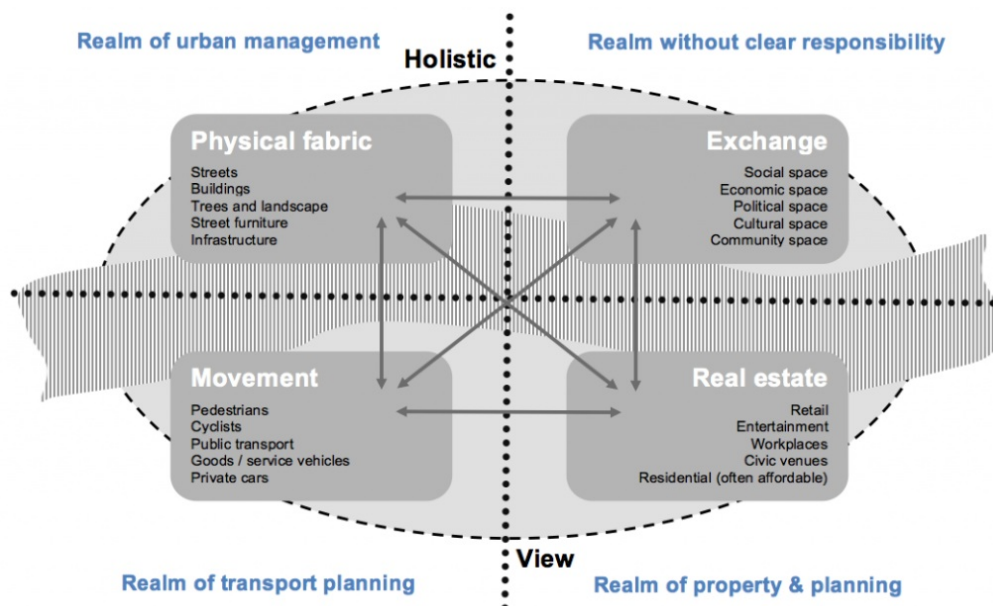 Realm of urban management
Realm without clear responsibility
Holistic
Physical fabric
Streets
Buildings
Trees and landscape
Street furniture
Infrastructure
Exchange
Social space
Economic space
Political space
Cultural space
Community space
Movement
Pedestrians
Cyclists
Public transport
Goods / service vehicles
Private cars
Real estate
Retail
Entertainment
Workplaces
Civic venues
Residential (often affordable)
View
Realm of transport planning
Realm of property & planning